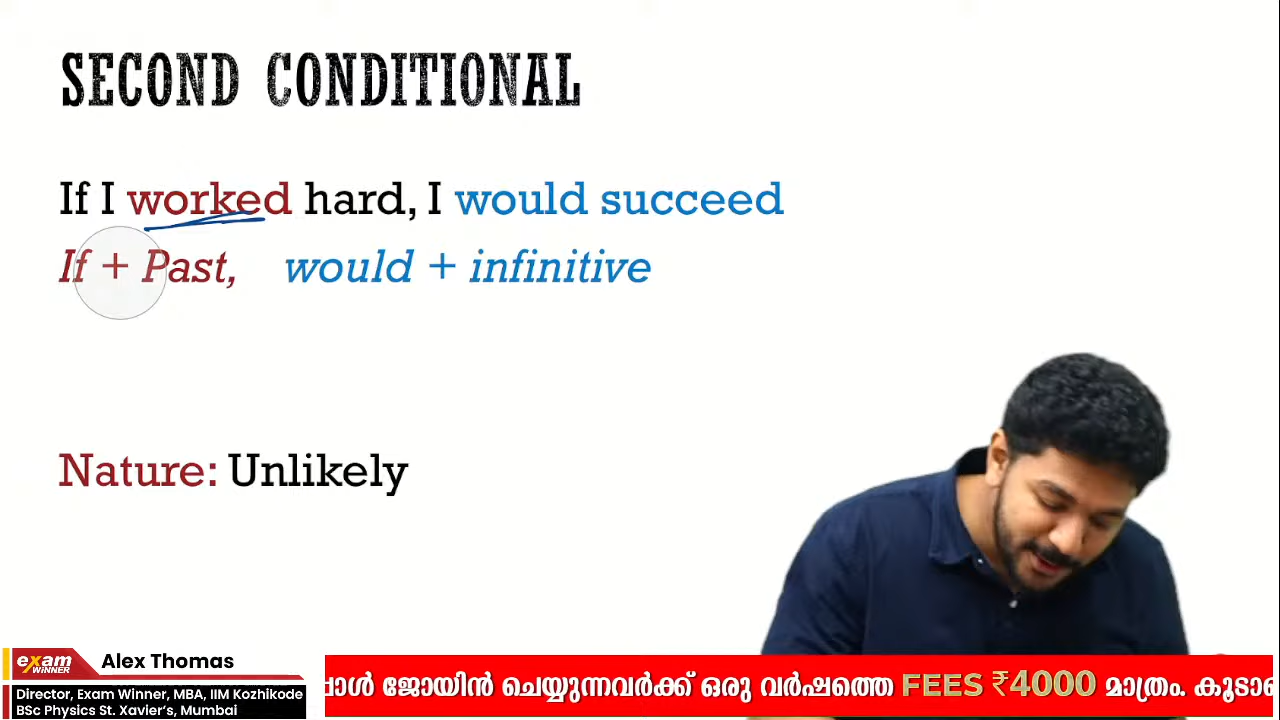 SECOND CONDITIONAL
If I worked hard, I would succeed
If + Past, would + infinitive
Nature: Unlikely
exam WINNER
Alex Thomas
Director, Exam Winner, MBA, IIM Kozhikode
BSc Physics St. Xavier's, Mumbai
ജോയിൻ ചെയ്യുന്നവർക്ക് ഒരു വർഷത്തെ FEES ₹4000 മാത്രം.